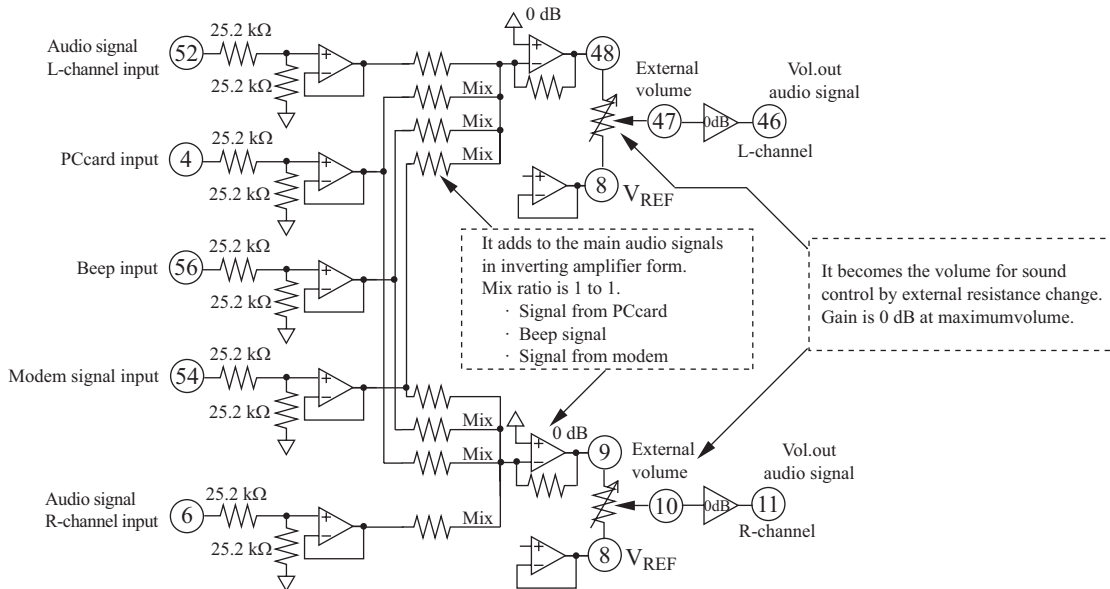 Audio signal
L-channel input
52
25.2 kΩ
25.2 kΩ
0 dB
48
Mix
Mix
Mix
External
volume
47
0dB
46
Vol.out
audio signal
L-channel
8
VREF
PCcard input
4
25.2 kΩ
25.2 kΩ
Beep input
56
25.2 kΩ
25.2 kΩ
It adds to the main audio signals
in inverting amplifier form.
Mix ratio is 1 to 1.
· Signal from PCcard
· Beep signal
· Signal from modem
It becomes the volume for sound
control by external resistance change.
Gain is 0 dB at maximumvolume.
Modem signal input
54
25.2 kΩ
25.2 kΩ
Mix
Mix
Mix
0 dB
9
External
volume
10
0dB
11
Vol.out
audio signal
R-channel
8
VREF
Audio signal
R-channel input
6
25.2 kΩ
25.2 kΩ